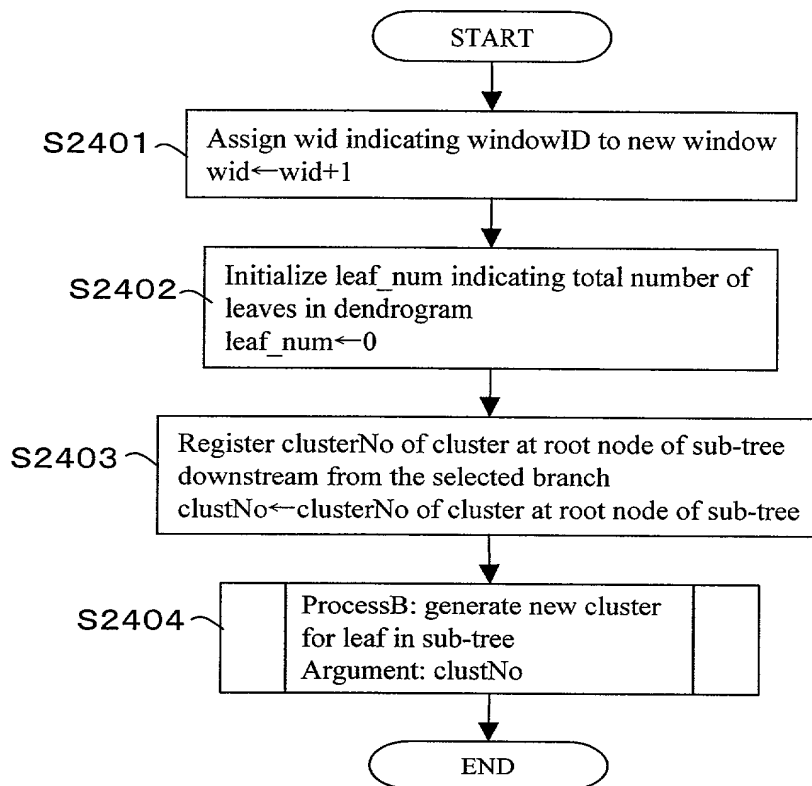 START
S2401
Assign wid indicating windowID to new window
wid←wid+1
S2402
Initialize leaf_num indicating total number of
leaves in dendrogram
leaf_num←0
S2403
Register clusterNo of cluster at root node of sub-tree
downstream from the selected branch
clustNo←clusterNo of cluster at root node of sub-tree
S2404
ProcessB: generate new cluster
for leaf in sub-tree
Argument: clustNo
END